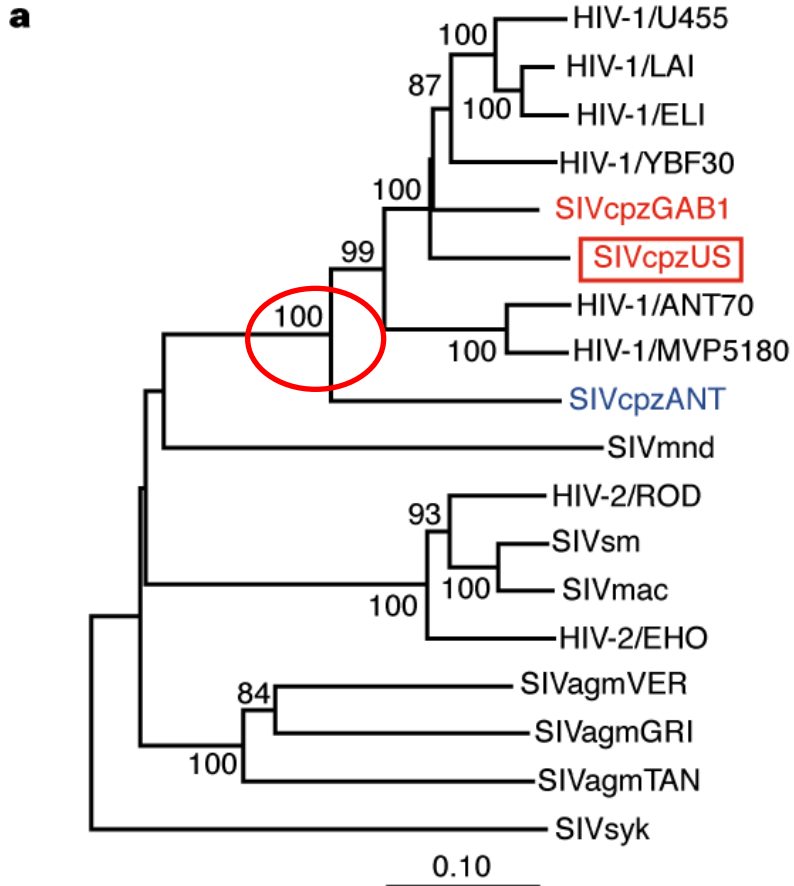 a
100
HIV-1/U455
HIV-1/LAI
87
100
HIV-1/ELI
HIV-1/YBF30
100
SIVcpzGAB1
99
SIVcpzUS
100
HIV-1/ANT70
100
HIV-1/MVP5180
SIVcpzANT
SIVmnd
93
HIV-2/ROD
SIVsm
100
SIVmac
100
HIV-2/EHO
84
SIVagmVER
SIVagmGRI
100
SIVagmTAN
SIVsyk
0.10